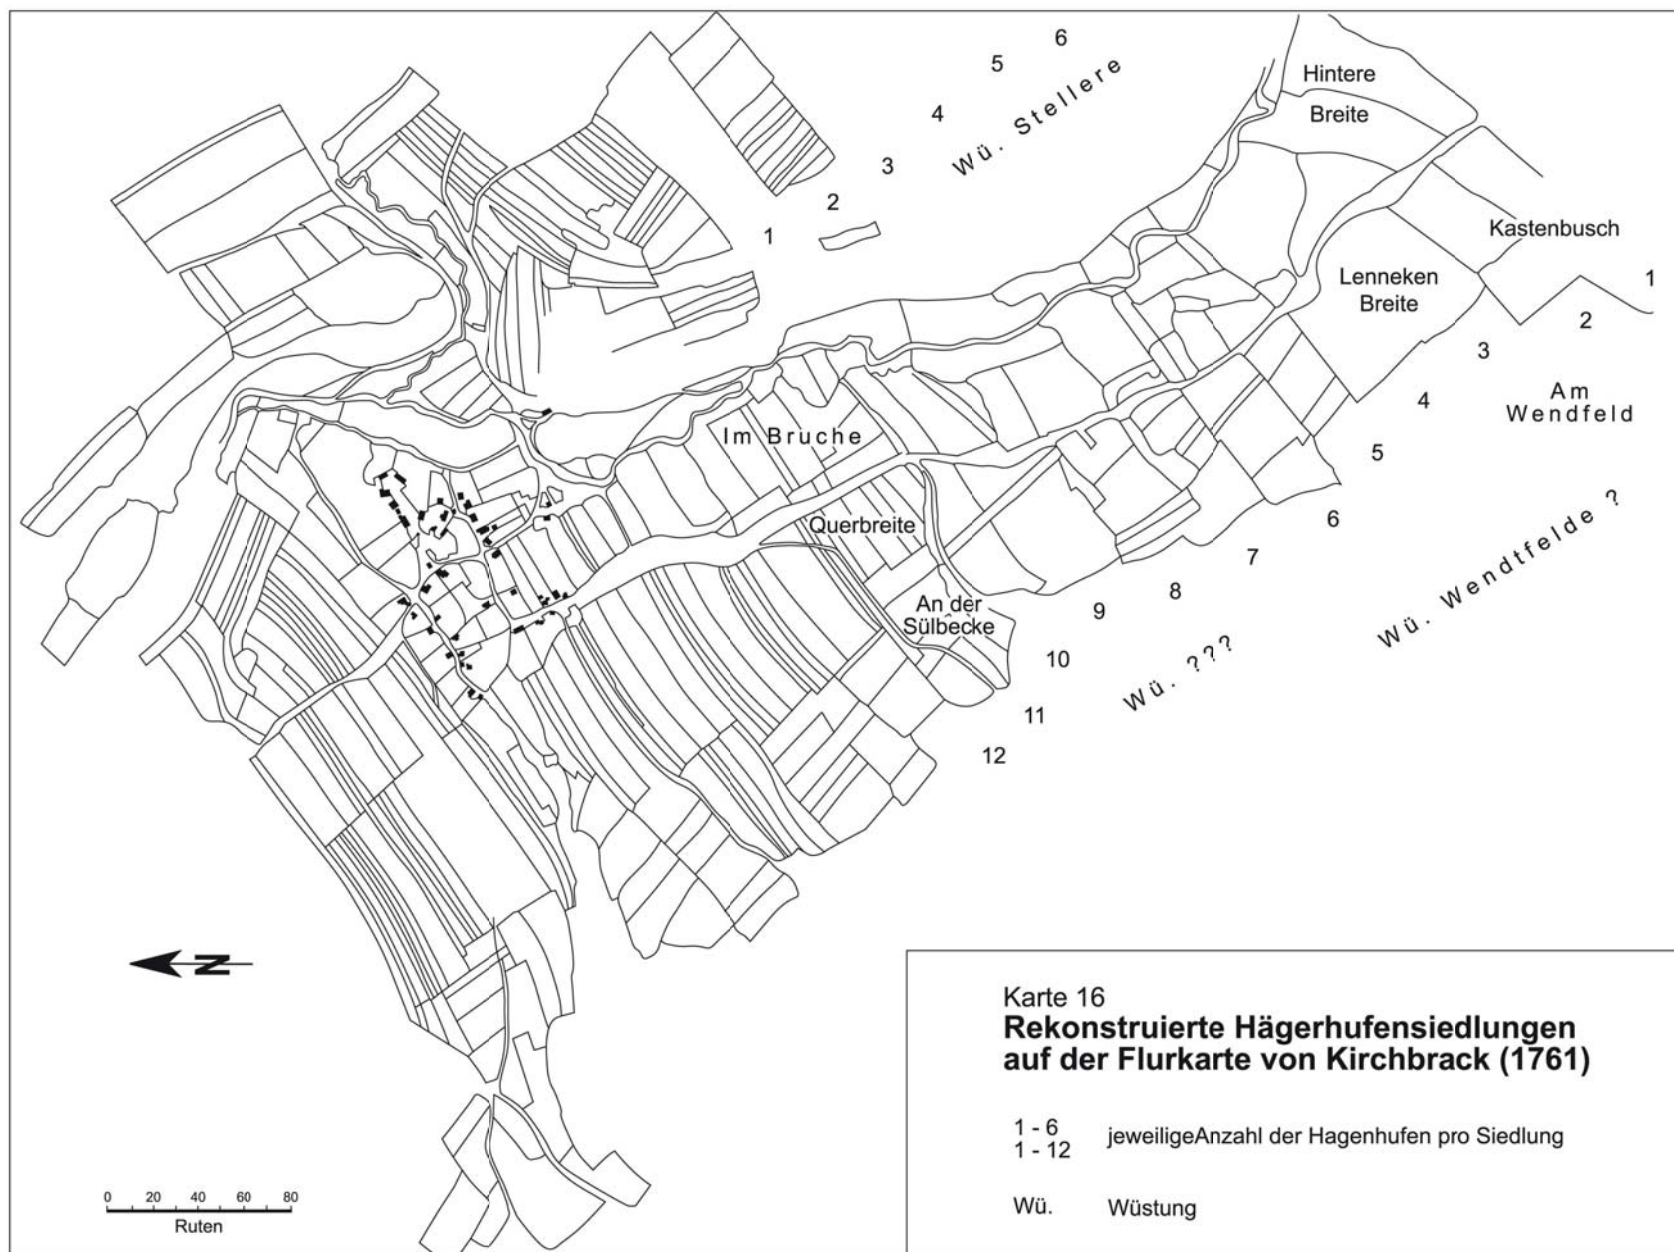 6
5
4
3
2
1
Wü. Stellere
Hintere
Breite
Kastenbusch
Lenneken
Breite
1
2
3
4
5
6
7
8
9
10
11
12
Am
Wendfeld
Im Bruche
Querbreite
An der
Sülbecke
Wü. Wendtfelde ?
Wü. ???
N
0 20 40 60 80
Ruten
Karte 16
Rekonstruierte Hägerhufensiedlungen
auf der Flurkarte von Kirchbrack (1761)
1 - 6
1 - 12
jeweiligeAnzahl der Hagenhufen pro Siedlung
Wü. Wüstung